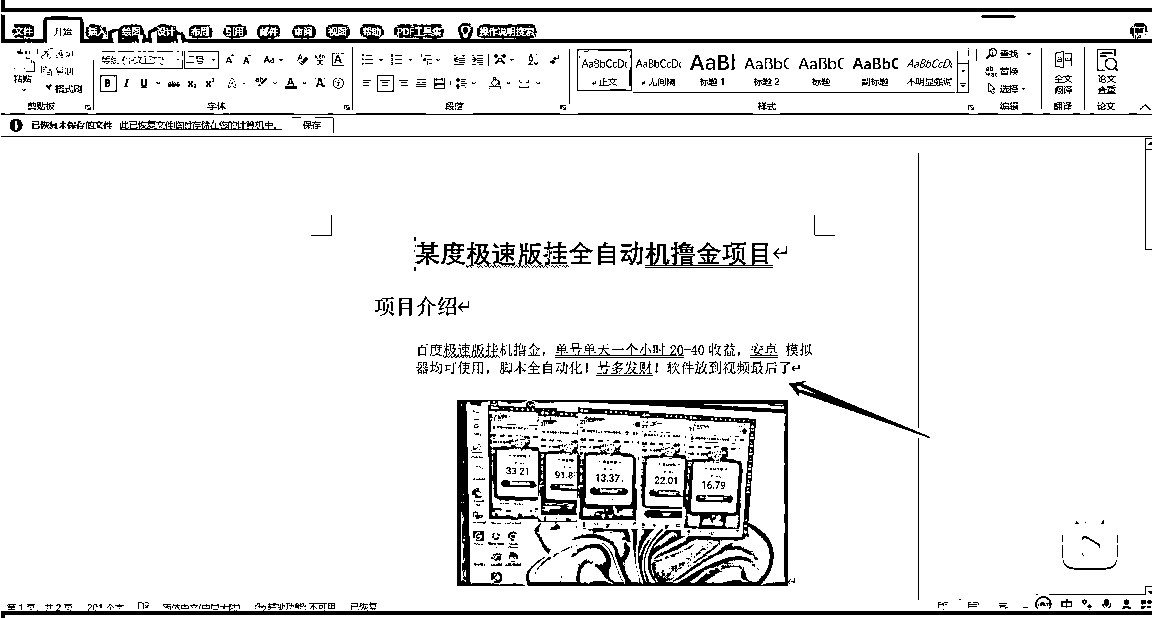 文件 开始 插入 绘图 设计 布局 引用 邮件 审阅 视图 帮助 PDF工具集 操作说明搜索
粘贴 格式刷
B I U abc x₂ x² A
AaBbCcDc AaBbCcDc AaBl AaBbC AaBbC AaBbC AaBbCcDc
正文 无间隔 标题 1 标题 2 标题 副标题 不明显强调
查找
替换
选择
全文翻译
论文查重
剪贴板 字体 段落 样式 编辑 翻译 论文
已恢复未保存的文件 此已恢复文件临时存储在您的计算机中。 保存
某度极速版挂全自动机撸金项目
项目介绍
百度极速版挂机撸金，单号单天一个小时 20-40 收益，安卓 模拟
器均可使用，脚本全自动化！号多发财！软件放到视频最后了
33.21 91.8 13.37 22.01 16.79
第1页，共2页 201个字 简体中文(中国大陆) 辅助功能: 不可用 已恢复
中